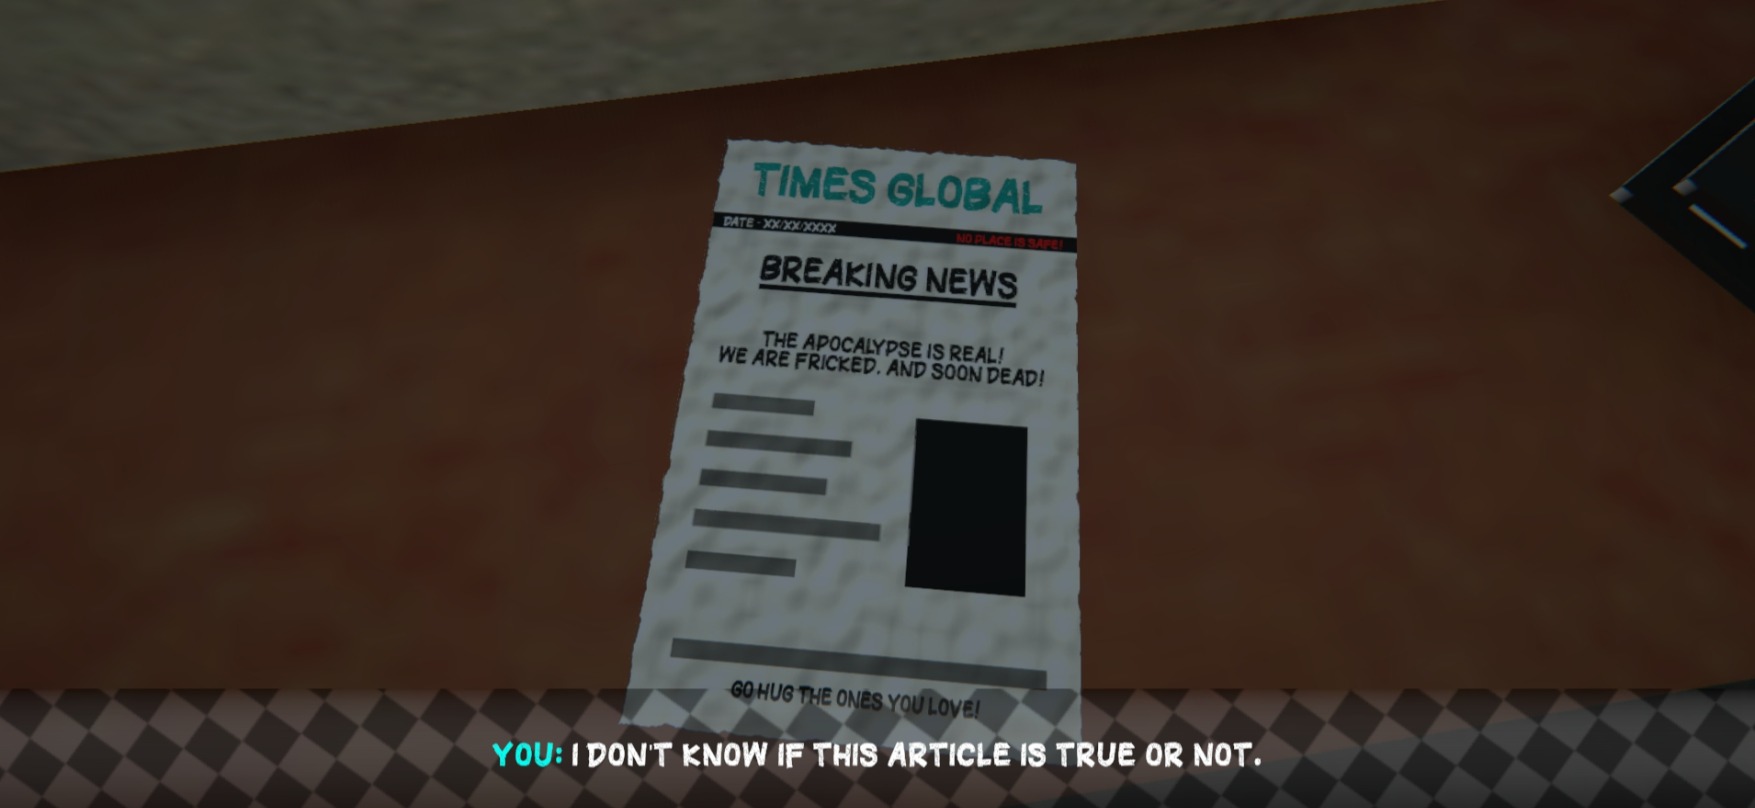 TIMES GLOBAL
DATE - XX/XX/XXXX
NO PLACE IS SAFE!
BREAKING NEWS
THE APOCALYPSE IS REAL!
WE ARE FRICKED. AND SOON DEAD!
GO HUG THE ONES YOU LOVE!
YOU: I DON'T KNOW IF THIS ARTICLE IS TRUE OR NOT.